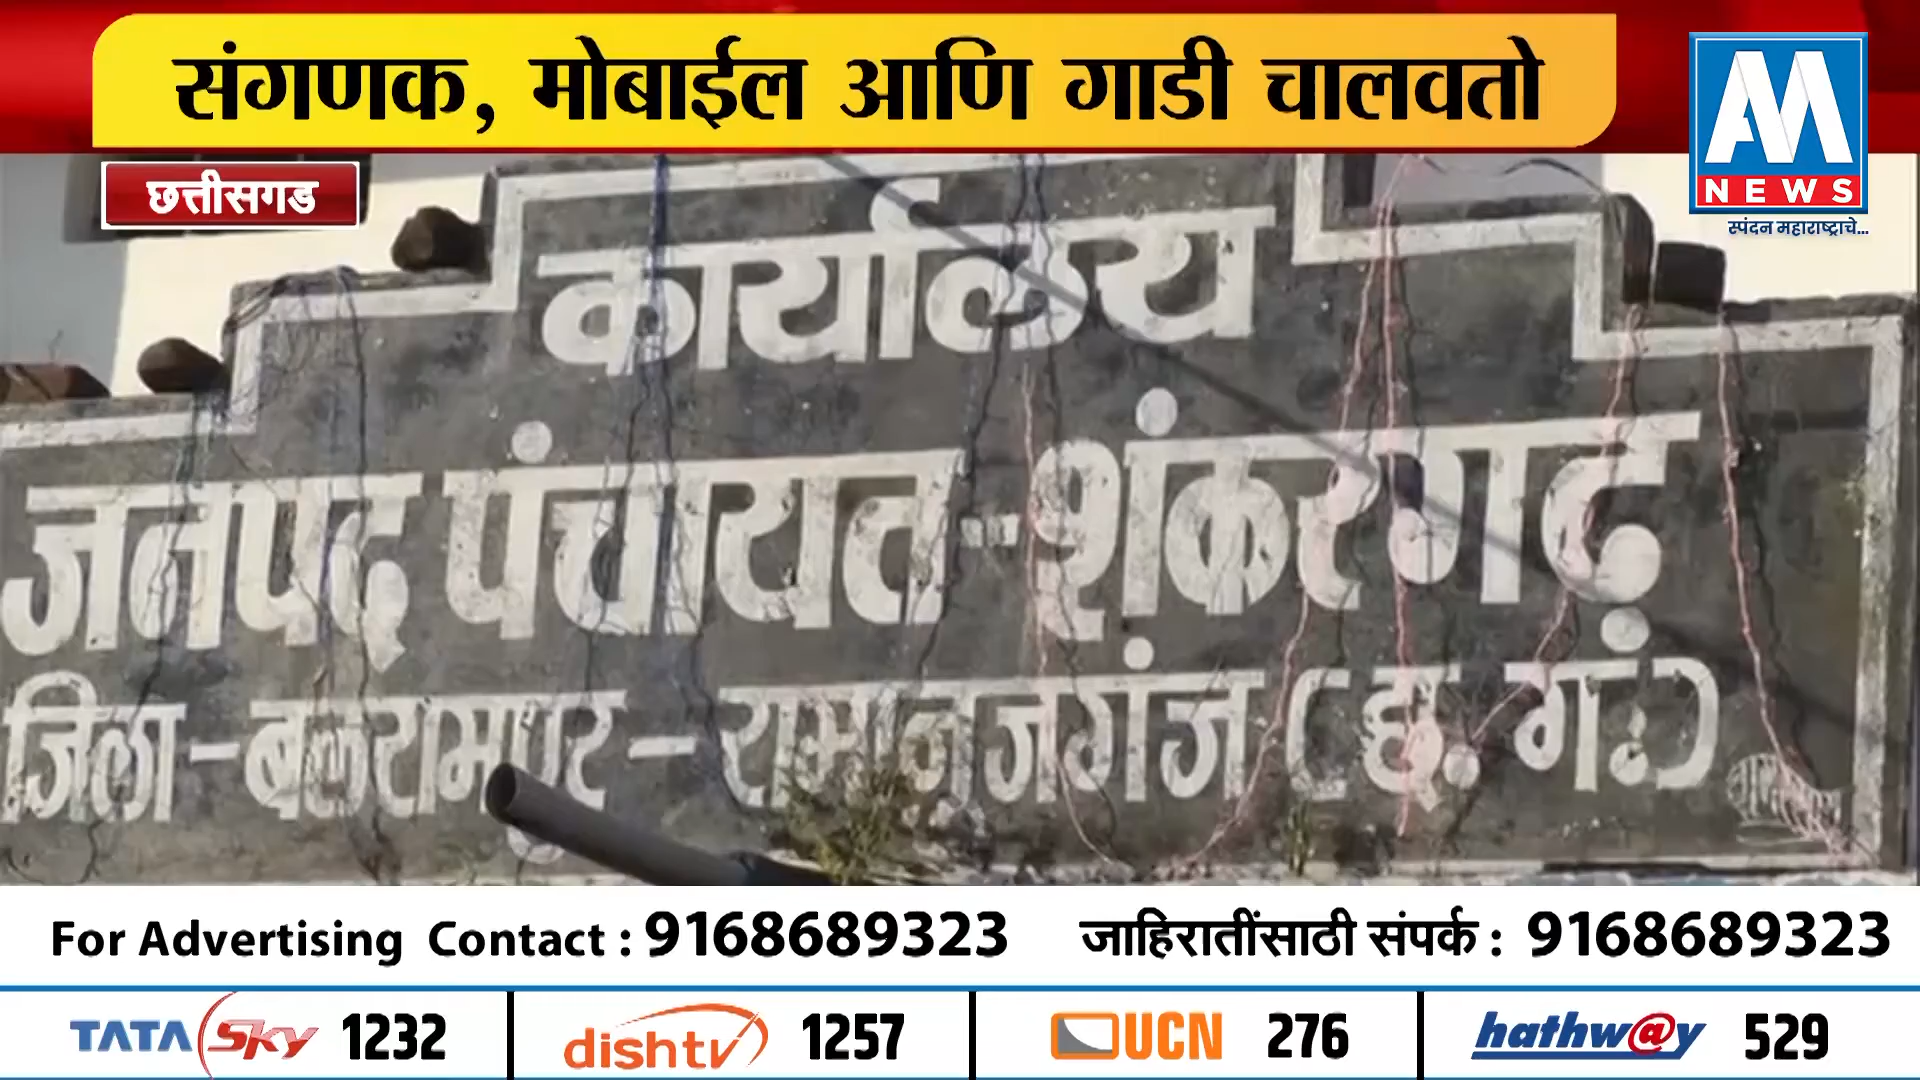 संगणक, मोबाईल आणि गाडी चालवतो
AM
NEWS
स्पंदन महाराष्ट्राचे...
छत्तीसगड
कार्यालय
जनपद पंचायत-शंकरगढ़
जिला-बलरामपुर-रामानुजगंज (छ. गं.)
For Advertising Contact : 9168689323 जाहिरातींसाठी संपर्क : 9168689323
TATA Sky 1232 dishtv 1257 UCN 276 hathw@y 529